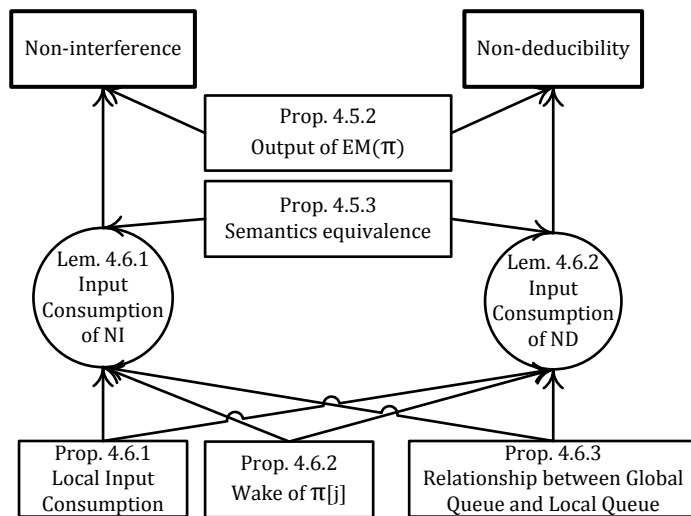 Non-interference
Non-deducibility
Prop. 4.5.2
Output of EM(π)
Prop. 4.5.3
Semantics equivalence
Lem. 4.6.1
Input
Consumption
of NI
Lem. 4.6.2
Input
Consumption
of ND
Prop. 4.6.1
Local Input
Consumption
Prop. 4.6.2
Wake of π[j]
Prop. 4.6.3
Relationship between Global
Queue and Local Queue